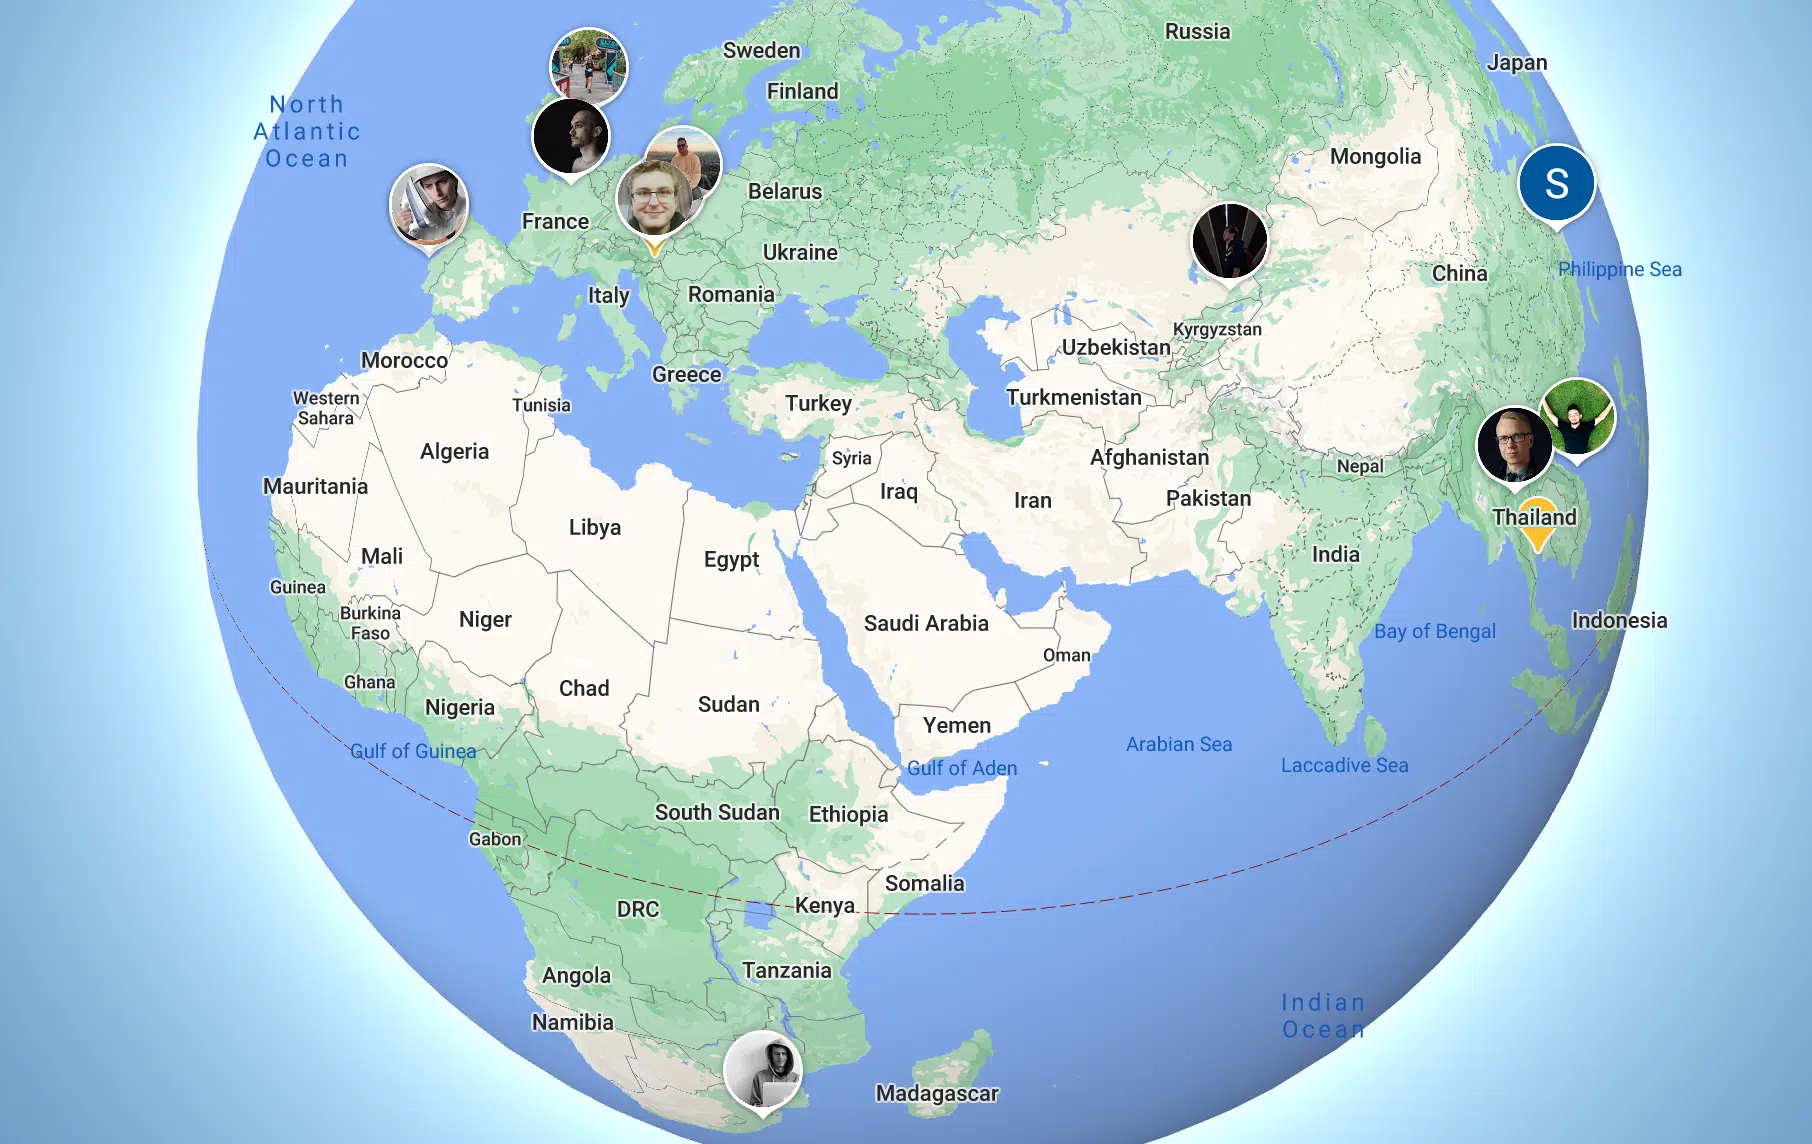 Russia
Sweden
Japan
Finland
North
Atlantic
Ocean
Mongolia
Belarus
S
France
Ukraine
China
Philippine Sea
Italy
Romania
Kyrgyzstan
Uzbekistan
Morocco
Greece
Turkmenistan
Western
Sahara
Tunisia
Turkey
Algeria
Syria
Afghanistan
Nepal
Mauritania
Iraq
Iran
Pakistan
Thailand
Libya
Mali
Egypt
India
Guinea
Burkina
Faso
Niger
Saudi Arabia
Bay of Bengal
Indonesia
Oman
Ghana
Chad
Nigeria
Sudan
Yemen
Gulf of Guinea
Arabian Sea
Gulf of Aden
Laccadive Sea
South Sudan
Ethiopia
Gabon
Somalia
DRC
Kenya
Tanzania
Angola
Namibia
Indian
Ocean
Madagascar